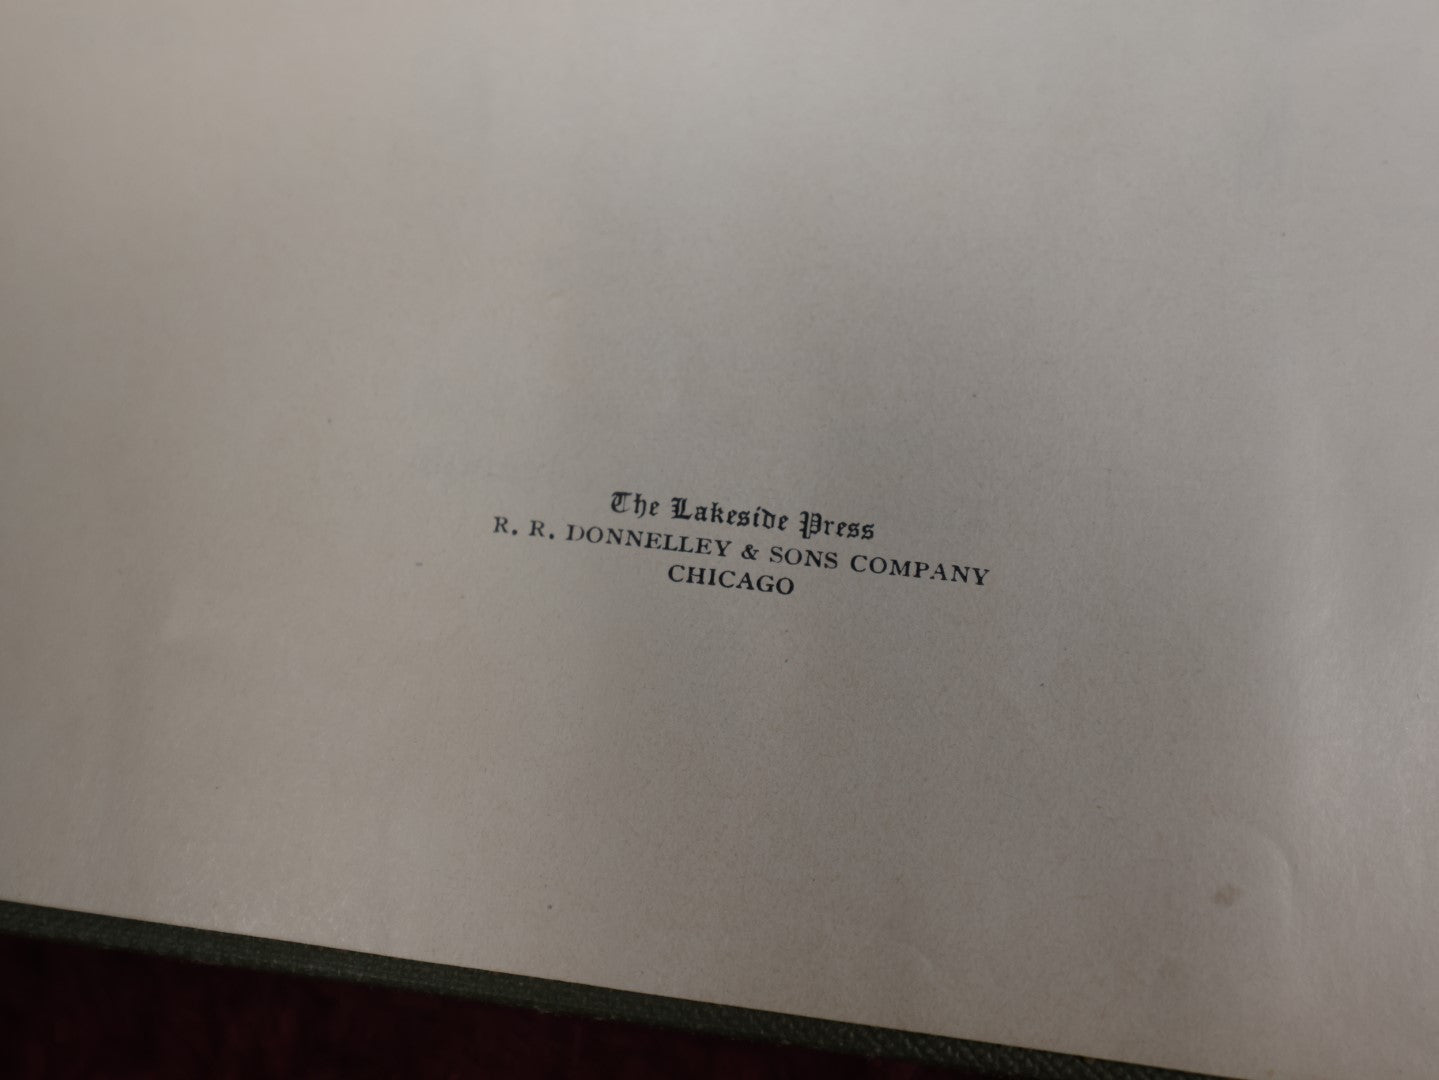 The Lakeside Press
R. R. DONNELLEY & SONS COMPANY
CHICAGO